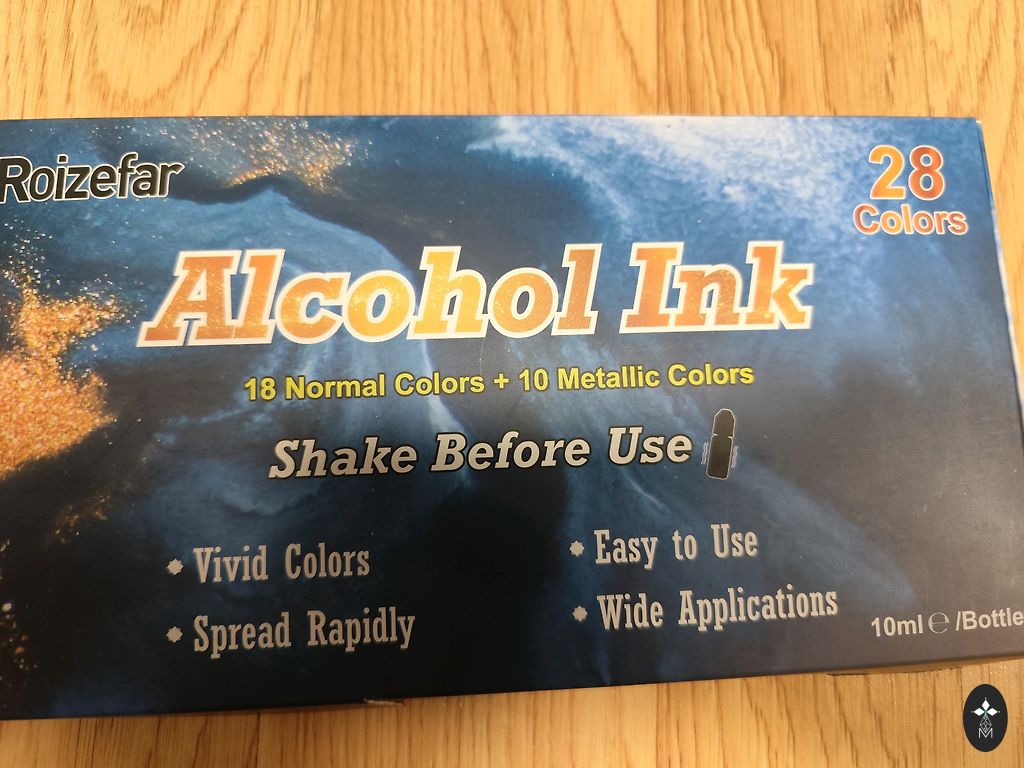 Roizefar
28
Colors
Alcohol Ink
18 Normal Colors + 10 Metallic Colors
Shake Before Use
• Vivid Colors
• Easy to Use
• Spread Rapidly
• Wide Applications
10ml ℮ /Bottle
M